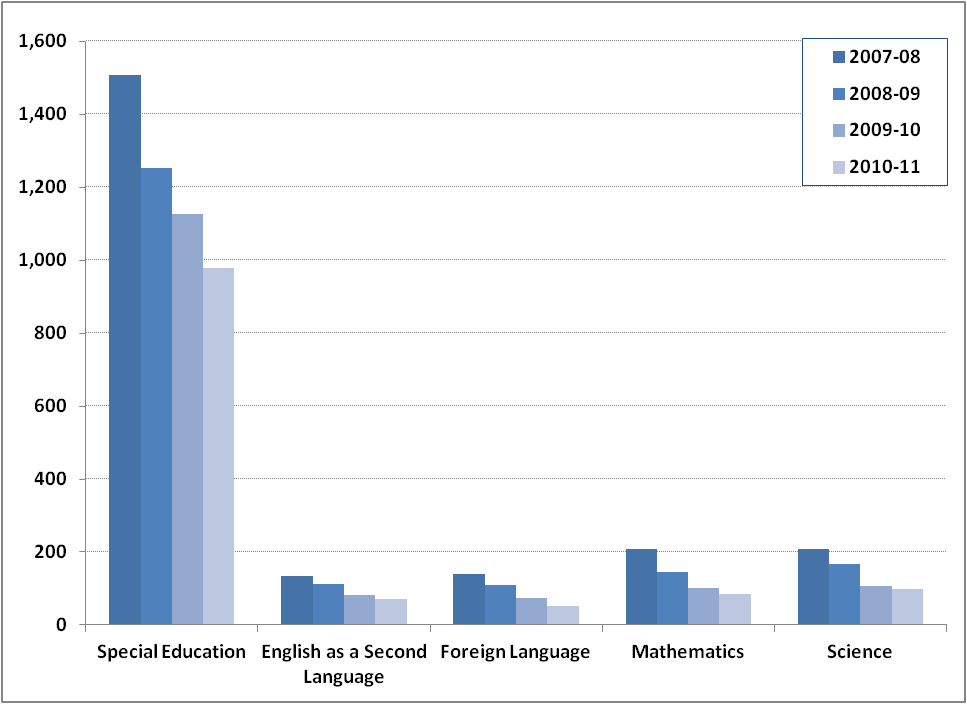 1,600
1,400
1,200
1,000
800
600
400
200
0
2007-08
2008-09
2009-10
2010-11
Special Education
English as a Second
Language
Foreign Language
Mathematics
Science